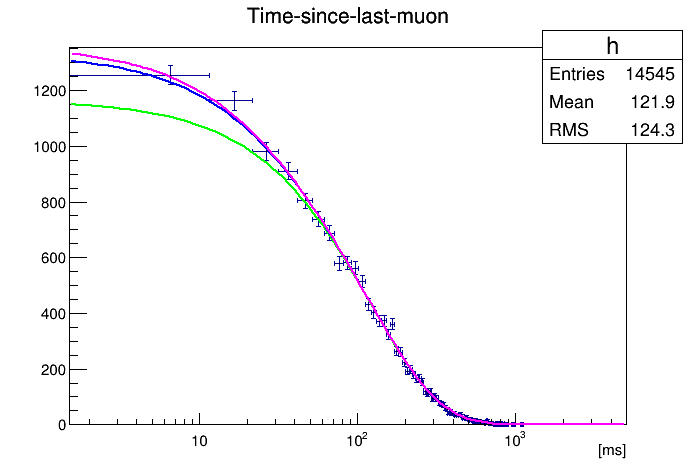 Time-since-last-muon
h
Entries 14545
Mean 121.9
RMS 124.3
1200
1000
800
600
400
200
0
10 10² 10³
[ms]